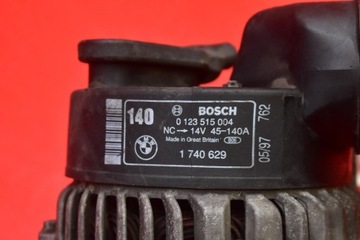 140
BOSCH
0 123 515 004
NC → 14V 45-140A
Made in Great Britain
1 740 629
05/97 762